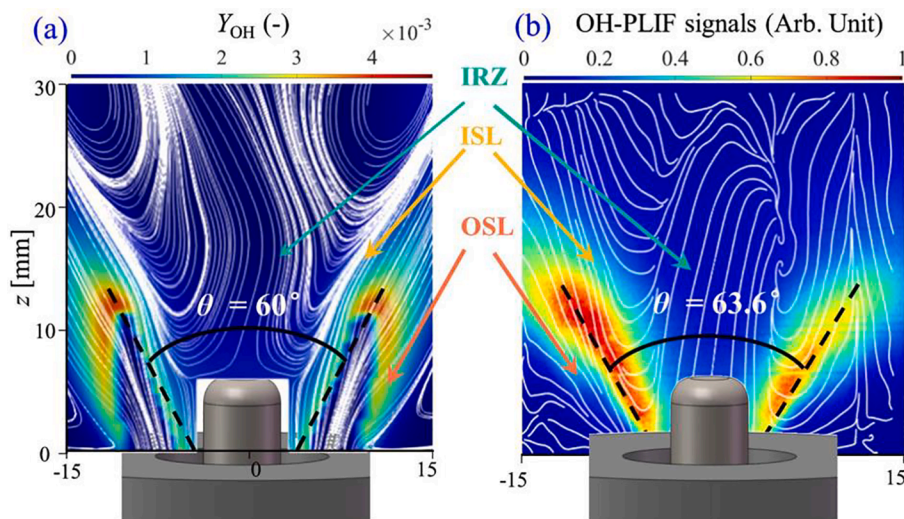 (a) Y_OH (-) ×10⁻³
0 1 2 3 4
(b) OH-PLIF signals (Arb. Unit)
0 0.2 0.4 0.6 0.8 1
30
20
10
0
z [mm]
IRZ
ISL
OSL
θ = 60°
θ = 63.6°
-15 0 15
-15 15